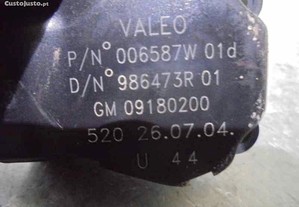 CustoJusto.pt
VALEO
P/N° 006587W 01d
D/N° 986473R 01
GM 09180200
520 26.07.04.
U 44